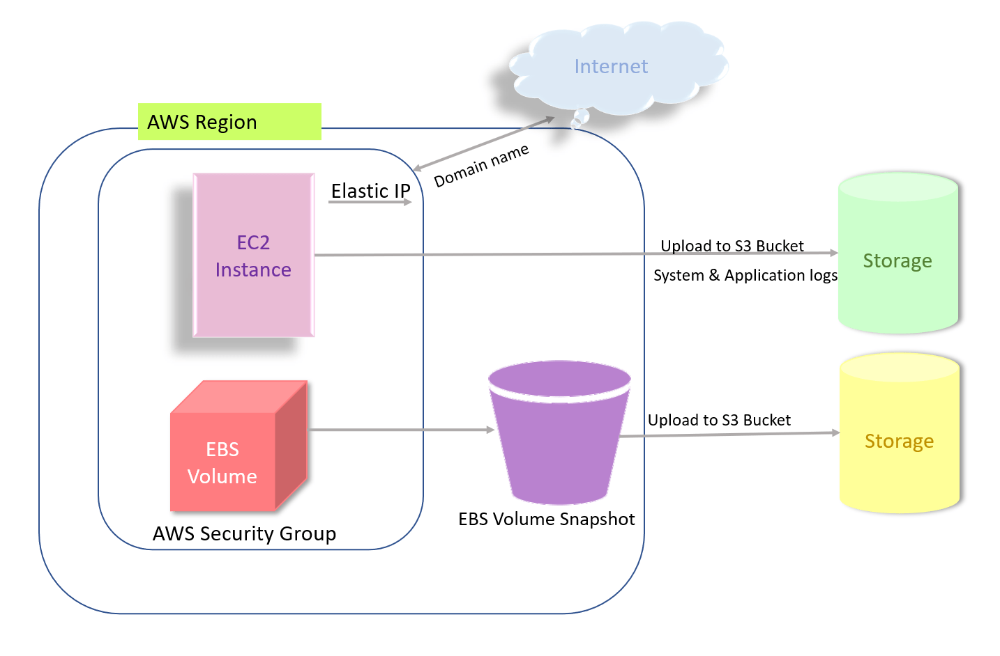 Internet
AWS Region
Domain name
Elastic IP
EC2
Instance
Upload to S3 Bucket
System & Application logs
Storage
EBS
Volume
AWS Security Group
EBS Volume Snapshot
Upload to S3 Bucket
Storage